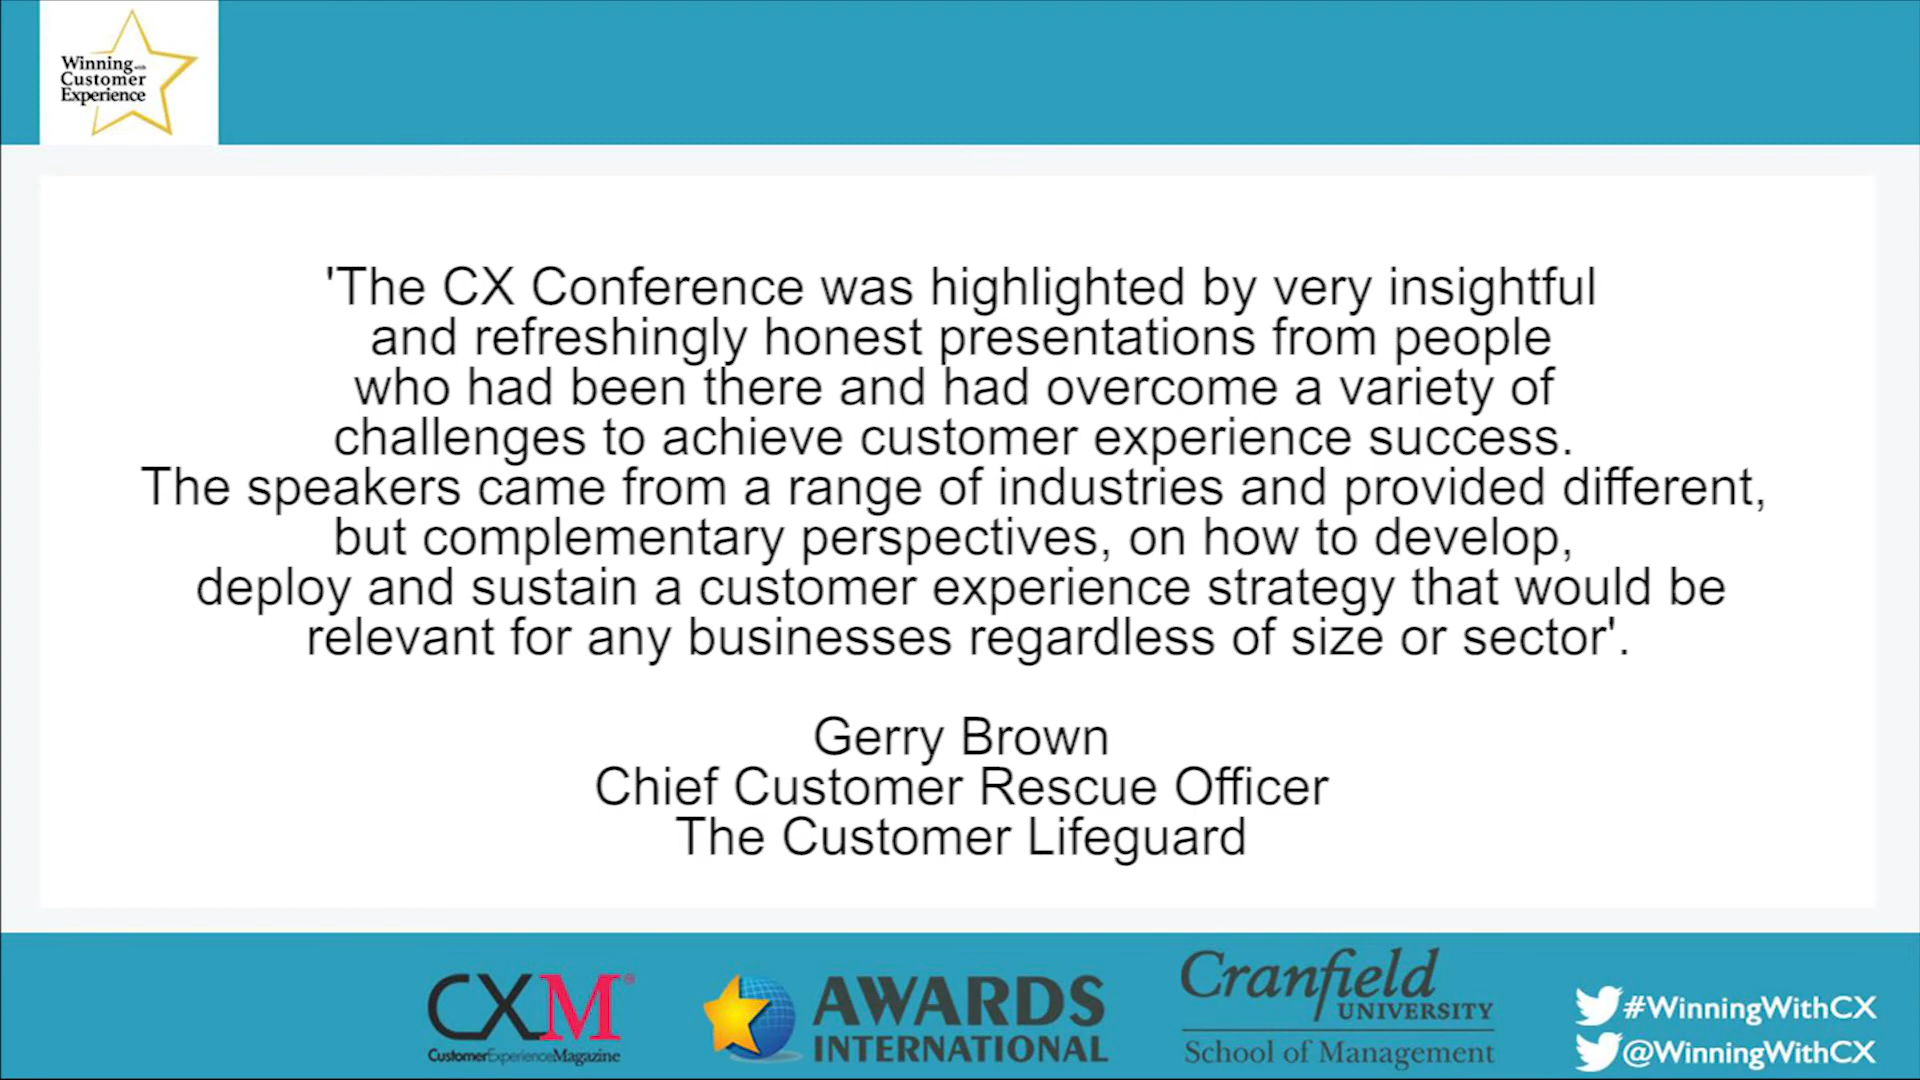 Winning with
Customer
Experience
'The CX Conference was highlighted by very insightful
and refreshingly honest presentations from people
who had been there and had overcome a variety of
challenges to achieve customer experience success.
The speakers came from a range of industries and provided different,
but complementary perspectives, on how to develop,
deploy and sustain a customer experience strategy that would be
relevant for any businesses regardless of size or sector'.
Gerry Brown
Chief Customer Rescue Officer
The Customer Lifeguard
CXM®
CustomerExperienceMagazine
AWARDS
INTERNATIONAL
Cranfield
UNIVERSITY
School of Management
#WinningWithCX
@WinningWithCX